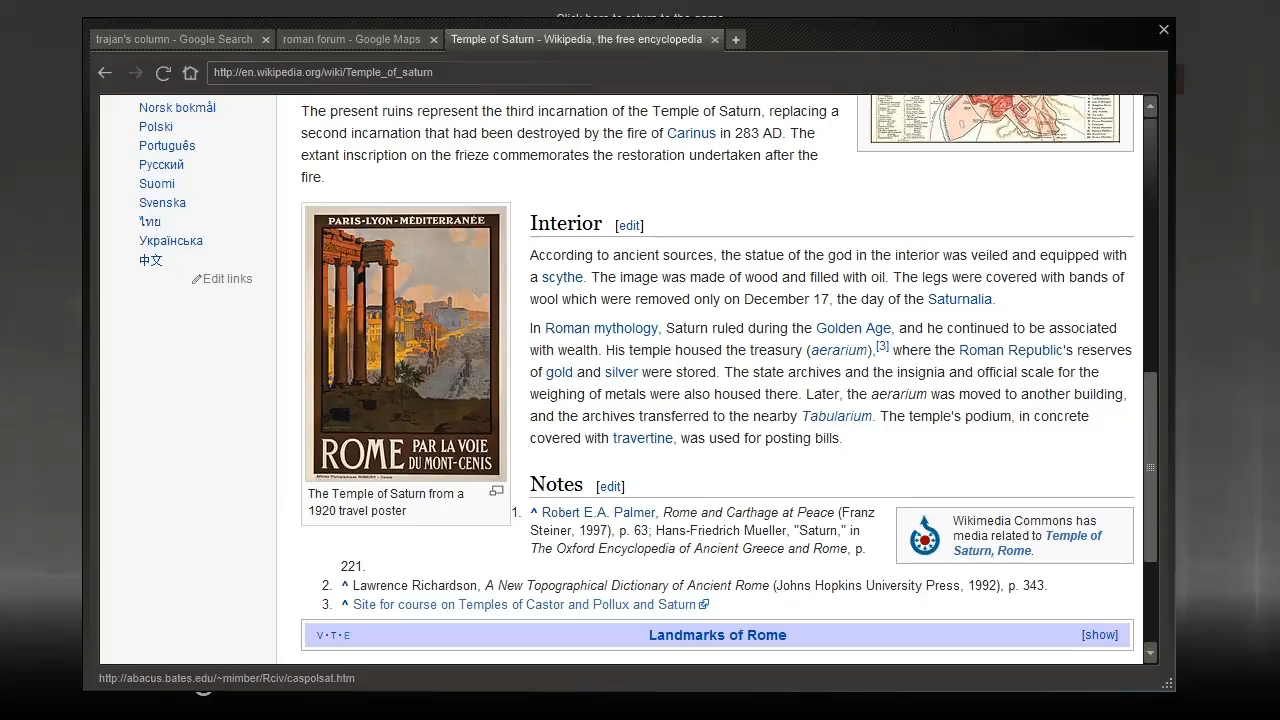 Click here to return to the game
trajan's column - Google Search
roman forum - Google Maps
Temple of Saturn - Wikipedia, the free encyclopedia
http://en.wikipedia.org/wiki/Temple_of_saturn
Norsk bokmål
Polski
Português
Русский
Suomi
Svenska
ไทย
Українська
中文
Edit links
The present runs represent the third incarnation of the Temple of Saturn, replacing a
second incarnation that had been destroyed by the fire of Carinus in 283 AD. The
extant inscription on the frieze commemorates the restoration undertaken after the
fire.
PARIS-LYON-MÉDITERRANÉE
ROME PAR LA VOIE
DU MONT-CENIS
The Temple of Saturn from a
1920 travel poster
Interior [edit]
According to ancient sources, the statue of the god in the interior was veiled and equipped with
a scythe. The image was made of wood and filled with oil. The legs were covered with bands of
wool which were removed only on December 17, the day of the Saturnalia.
In Roman mythology, Saturn ruled during the Golden Age, and he continued to be associated
with wealth. His temple housed the treasury (aerarium),[3] where the Roman Republic's reserves
of gold and silver were stored. The state archives and the insignia and official scale for the
weighing of metals were also housed there. Later, the aerarium was moved to another building,
and the archives transferred to the nearby Tabularium. The temple's podium, in concrete
covered with travertine, was used for posting bills.
Notes [edit]
1. ^ Robert E.A. Palmer, Rome and Carthage at Peace (Franz
Steiner, 1997), p. 63; Hans-Friedrich Mueller, "Saturn," in
The Oxford Encyclopedia of Ancient Greece and Rome, p.
221.
2. ^ Lawrence Richardson, A New Topographical Dictionary of Ancient Rome (Johns Hopkins University Press, 1992), p. 343.
3. ^ Site for course on Temples of Castor and Pollux and Saturn
Wikimedia Commons has
media related to Temple of
Saturn, Rome.
V · T · E
Landmarks of Rome
[show]
http://abacus.bates.edu/~mimber/Rciv/caspolsat.htm